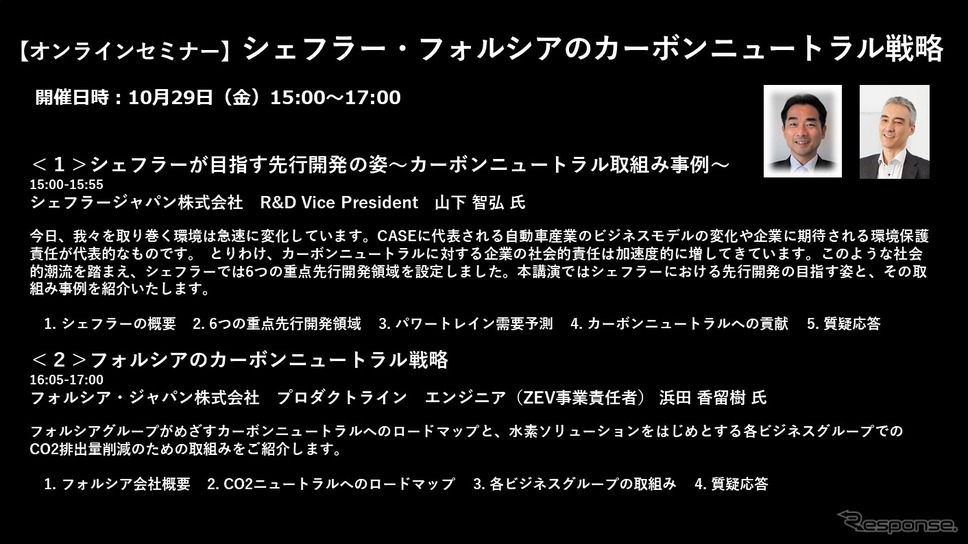 【オンラインセミナー】シェフラー・フォルシアのカーボンニュートラル戦略
開催日時：10月29日（金）15:00～17:00
＜１＞シェフラーが目指す先行開発の姿～カーボンニュートラル取組み事例～
15:00-15:55
シェフラージャパン株式会社　R&D Vice President　山下 智弘 氏
今日、我々を取り巻く環境は急速に変化しています。CASEに代表される自動車産業のビジネスモデルの変化や企業に期待される環境保護
責任が代表的なものです。 とりわけ、カーボンニュートラルに対する企業の社会的責任は加速度的に増してきています。このような社会
的潮流を踏まえ、シェフラーでは6つの重点先行開発領域を設定しました。本講演ではシェフラーにおける先行開発の目指す姿と、その取
組み事例を紹介いたします。
1. シェフラーの概要　2. 6つの重点先行開発領域　3. パワートレイン需要予測　4. カーボンニュートラルへの貢献　5. 質疑応答
＜２＞フォルシアのカーボンニュートラル戦略
16:05-17:00
フォルシア・ジャパン株式会社　プロダクトライン　エンジニア（ZEV事業責任者） 浜田 香留樹 氏
フォルシアグループがめざすカーボンニュートラルへのロードマップと、水素ソリューションをはじめとする各ビジネスグループでの
CO2排出量削減のための取組みをご紹介します。
1. フォルシア会社概要　2. CO2ニュートラルへのロードマップ　3. 各ビジネスグループの取組み　4. 質疑応答
Response.